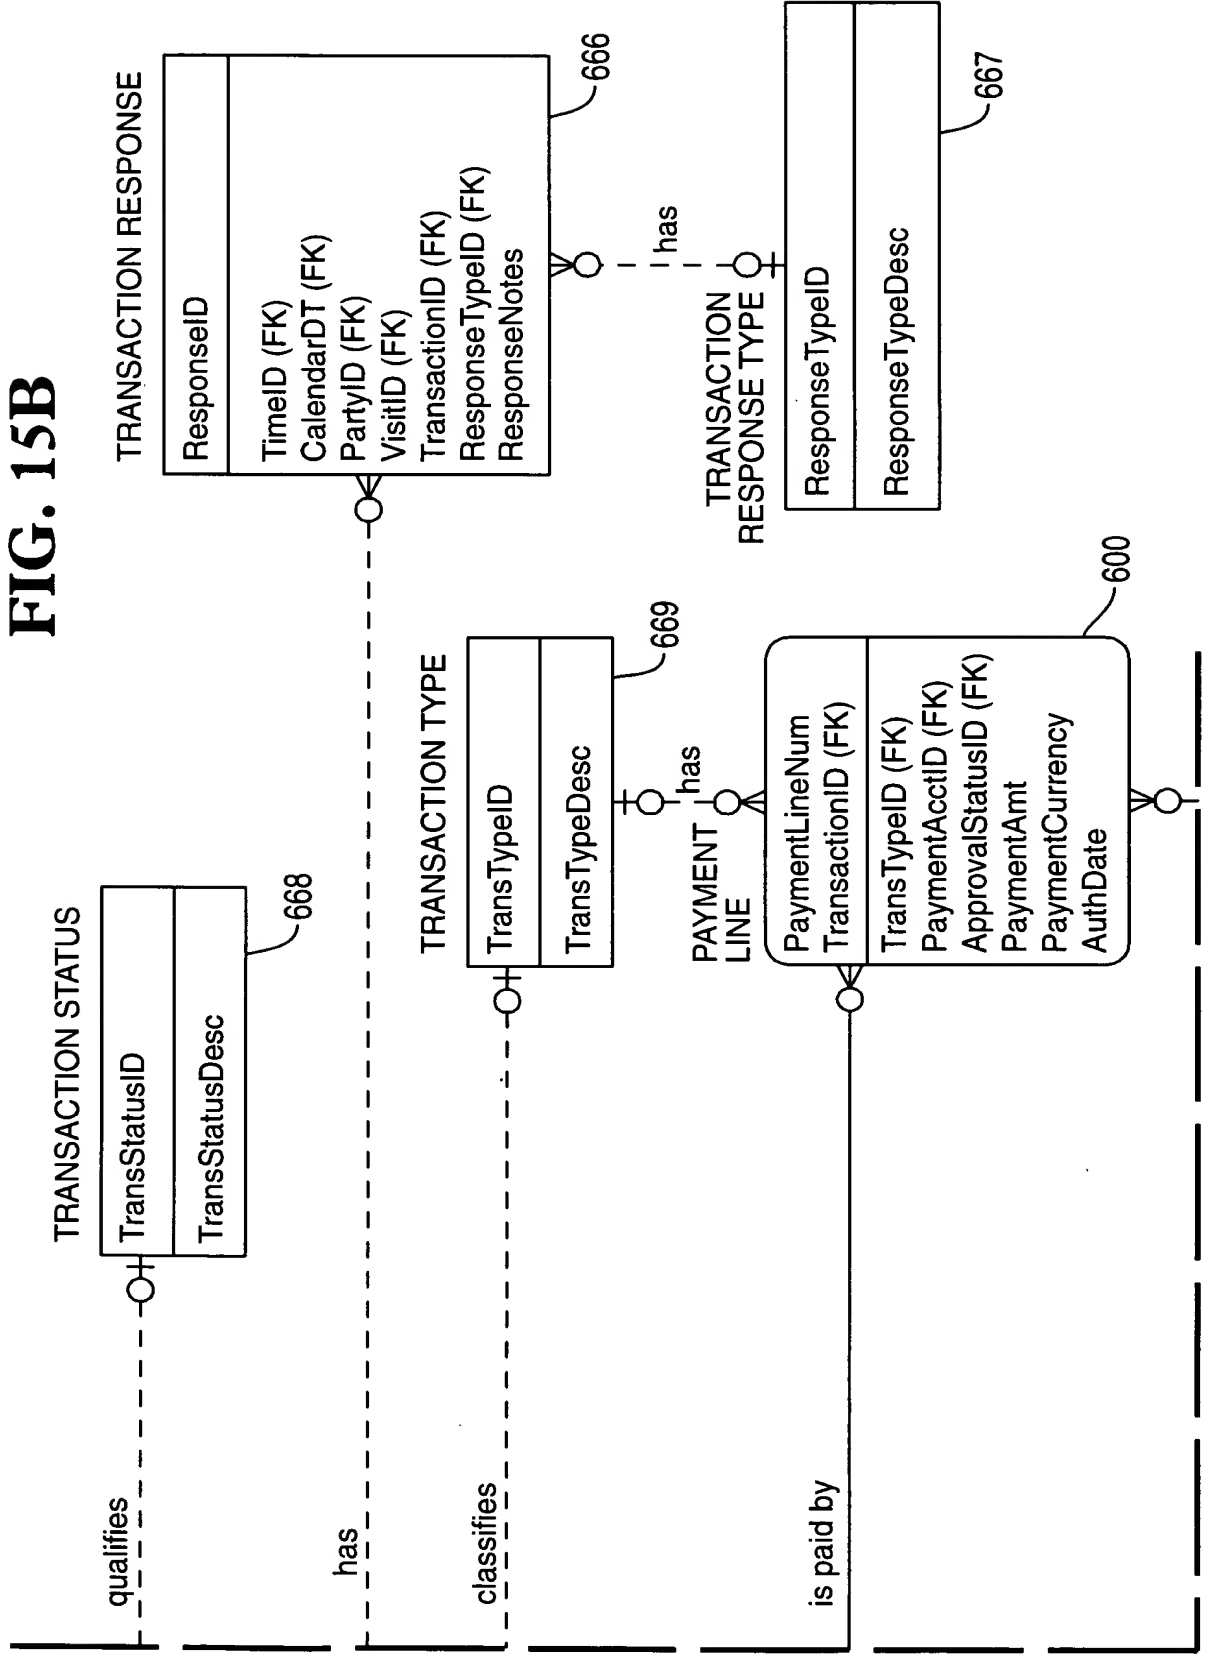 FIG. 15B
TRANSACTION STATUS
TransStatusID
TransStatusDesc
668
qualifies
TRANSACTION RESPONSE
ResponseID
TimeID (FK)
CalendarDT (FK)
PartyID (FK)
VisitID (FK)
TransactionID (FK)
ResponseTypeID (FK)
ResponseNotes
666
has
TRANSACTION TYPE
TransTypeID
TransTypeDesc
669
classifies
has
has
TRANSACTION
RESPONSE TYPE
ResponseTypeID
ResponseTypeDesc
667
PAYMENT
LINE
PaymentLineNum
TransactionID (FK)
TransTypeID (FK)
PaymentAcctID (FK)
ApprovalStatusID (FK)
PaymentAmt
PaymentCurrency
AuthDate
600
is paid by